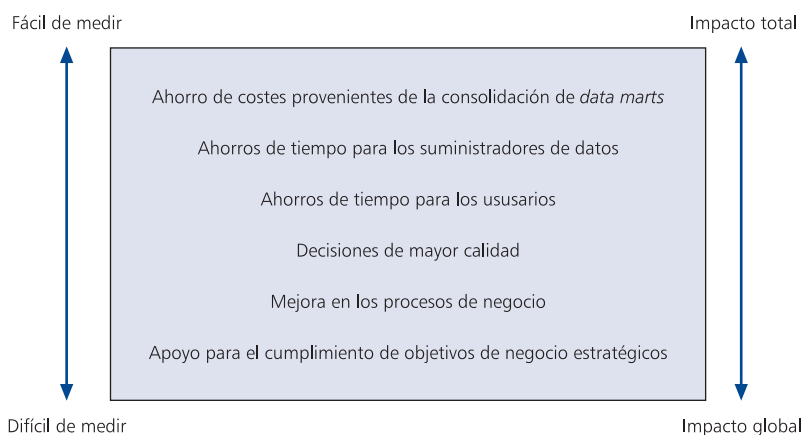 Fácil de medir
Impacto total
Ahorro de costes provenientes de la consolidación de data marts
Ahorros de tiempo para los suministradores de datos
Ahorros de tiempo para los ususarios
Decisiones de mayor calidad
Mejora en los procesos de negocio
Apoyo para el cumplimiento de objetivos de negocio estratégicos
Difícil de medir
Impacto global